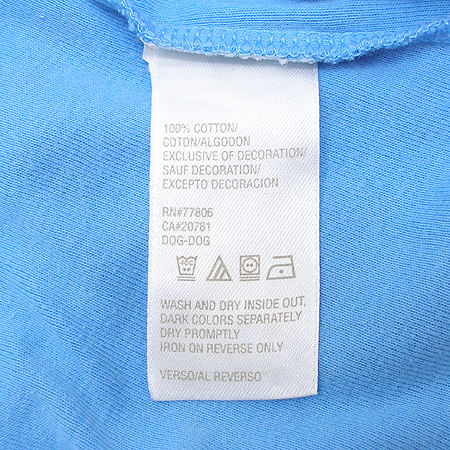 100% COTTON/
COTON/ALGODON
EXCLUSIVE OF DECORATION/
SAUF DECORATION/
EXCEPTO DECORACION
RN#77806
CA#20781
DOG-DOG
40C
WASH AND DRY INSIDE OUT,
DARK COLORS SEPARATELY
DRY PROMPTLY
IRON ON REVERSE ONLY
VERSO/AL REVERSO